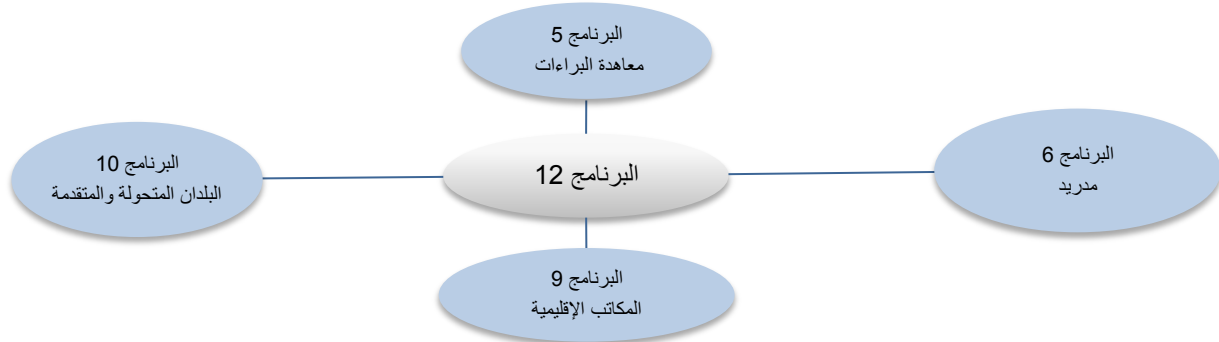 البرنامج 5
معاهدة البراءات
البرنامج 6
مدريد
البرنامج 12
البرنامج 10
البلدان المتحولة والمتقدمة
البرنامج 9
المكاتب الإقليمية